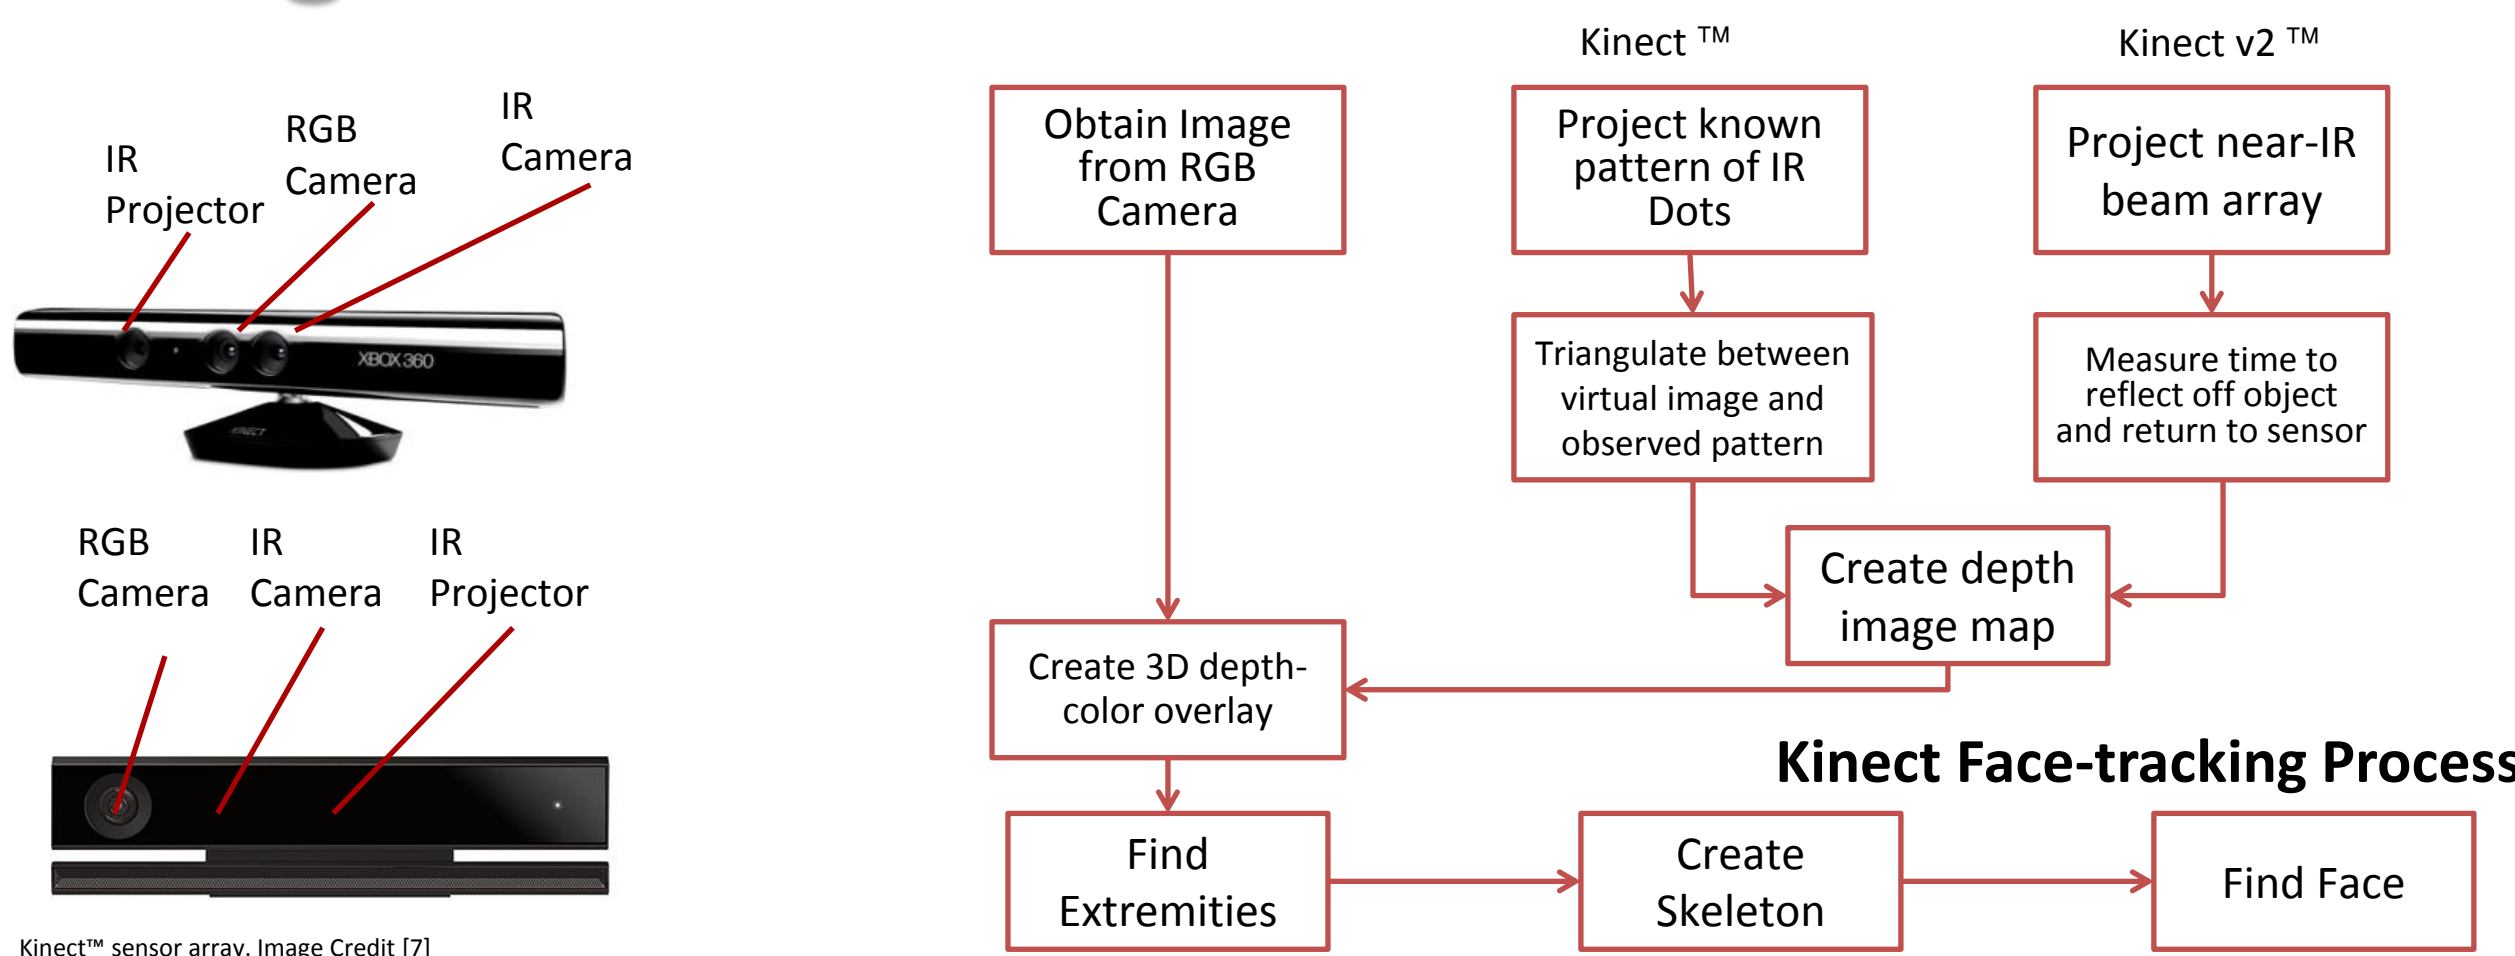 IR
Projector
RGB
Camera
IR
Camera
XBOX 360
KINECT
RGB
Camera
IR
Camera
IR
Projector
Kinect™ sensor array. Image Credit [7]
Kinect ™
Kinect v2 ™
Obtain Image
from RGB
Camera
Project known
pattern of IR
Dots
Project near-IR
beam array
Triangulate between
virtual image and
observed pattern
Measure time to
reflect off object
and return to sensor
Create depth
image map
Create 3D depth-
color overlay
Kinect Face-tracking Process
Find
Extremities
Create
Skeleton
Find Face